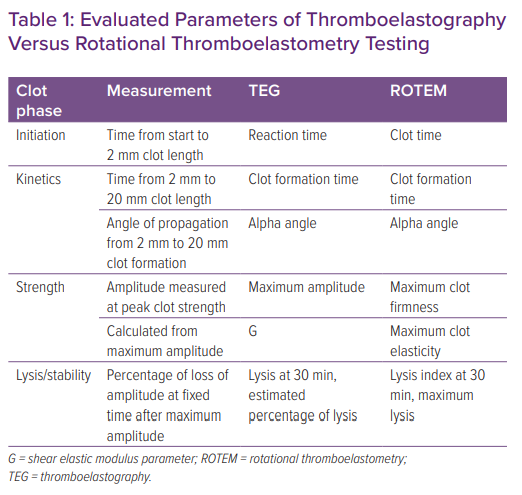 Table 1: Evaluated Parameters of Thromboelastography
Versus Rotational Thromboelastometry Testing
Clot phase | Measurement | TEG | ROTEM
Initiation | Time from start to 2 mm clot length | Reaction time | Clot time
Kinetics | Time from 2 mm to 20 mm clot length | Clot formation time | Clot formation time
Angle of propagation from 2 mm to 20 mm clot formation | Alpha angle | Alpha angle
Strength | Amplitude measured at peak clot strength | Maximum amplitude | Maximum clot firmness
Calculated from maximum amplitude | G | Maximum clot elasticity
Lysis/stability | Percentage of loss of amplitude at fixed time after maximum amplitude | Lysis at 30 min, estimated percentage of lysis | Lysis index at 30 min, maximum lysis
G = shear elastic modulus parameter; ROTEM = rotational thromboelastometry;
TEG = thromboelastography.